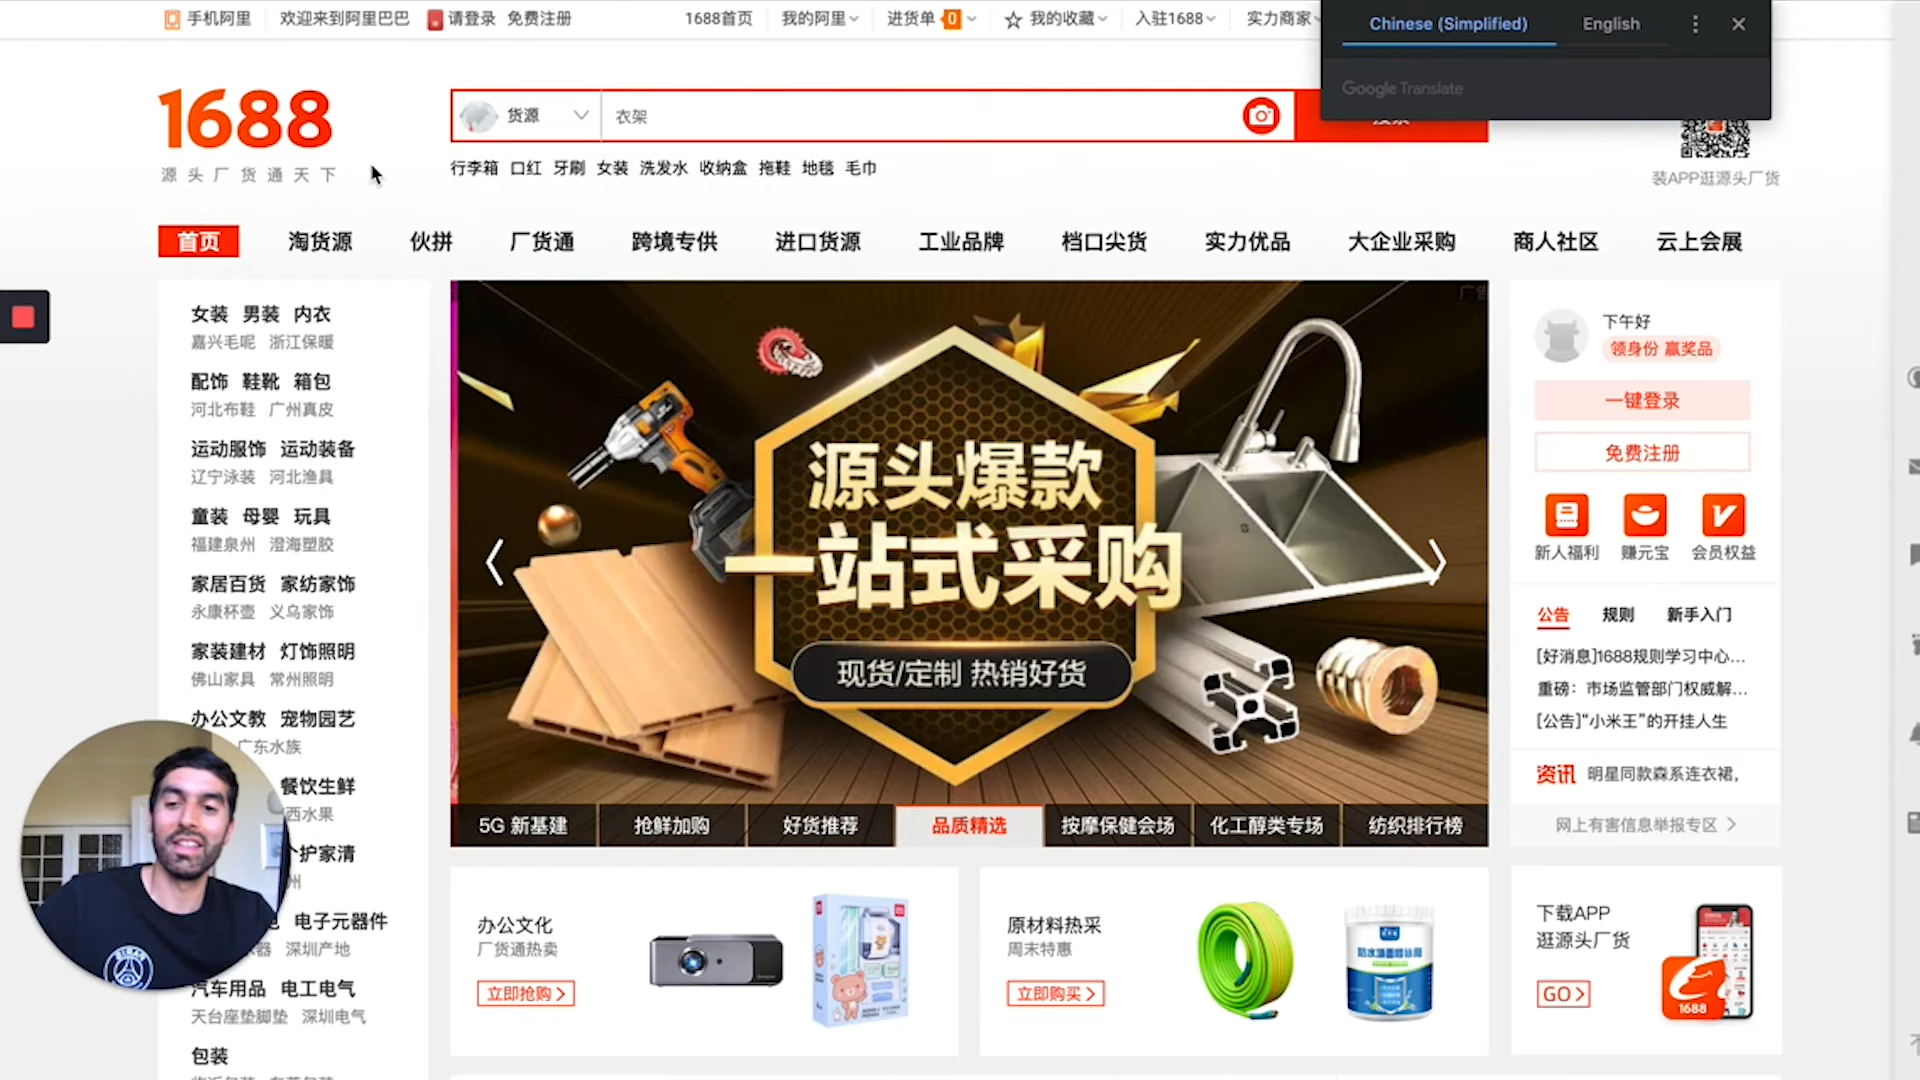 手机阿里 欢迎来到阿里巴巴 请登录 免费注册 1688首页 我的阿里 进货单 0 我的收藏 入驻1688 实力商家
Chinese (Simplified) English
Google Translate
1688
源头厂货通天下
货源 衣架
行李箱 口红 牙刷 女装 洗发水 收纳盒 拖鞋 地毯 毛巾
装APP逛源头厂货
首页 淘货源 伙拼 厂货通 跨境专供 进口货源 工业品牌 档口尖货 实力优品 大企业采购 商人社区 云上会展
女装 男装 内衣
嘉兴毛呢 浙江保暖
配饰 鞋靴 箱包
河北布鞋 广州真皮
运动服饰 运动装备
辽宁泳装 河北渔具
童装 母婴 玩具
福建泉州 澄海塑胶
家居百货 家纺家饰
永康杯壶 义乌家饰
家装建材 灯饰照明
佛山家具 常州照明
办公文教 宠物园艺
广东水族
餐饮生鲜
西水果
个护家清
州
电子元器件
器 深圳产地
汽车用品 电工电气
天台座垫脚垫 深圳电气
包装
源头爆款
一站式采购
现货/定制 热销好货
5G 新基建 抢鲜加购 好货推荐 品质精选 按摩保健会场 化工醇类专场 纺织排行榜
下午好
领身份 赢奖品
一键登录
免费注册
新人福利 赚元宝 会员权益
公告 规则 新手入门
[好消息]1688规则学习中心...
重磅：市场监管部门权威解...
[公告]“小米王”的开挂人生
资讯 明星同款森系连衣裙,
网上有害信息举报专区 >
办公文化
厂货通热卖
立即抢购 >
原材料热采
周末特惠
立即购买 >
下载APP
逛源头厂货
GO >
1688